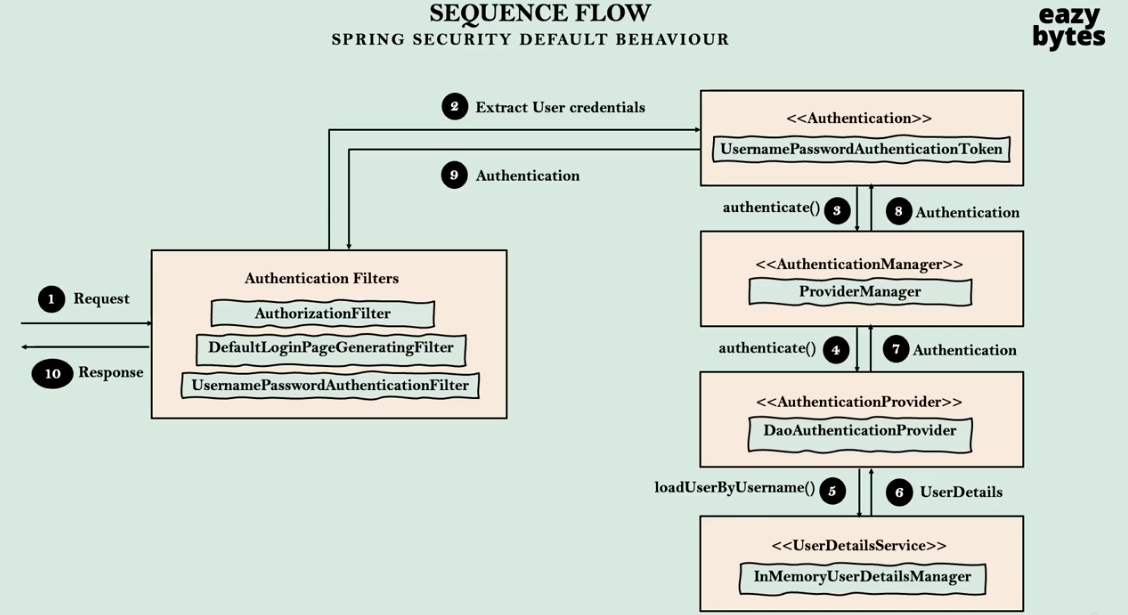 SEQUENCE FLOW
SPRING SECURITY DEFAULT BEHAVIOUR
eazy
bytes
2 Extract User credentials
9 Authentication
<<Authentication>>
UsernamePasswordAuthenticationToken
authenticate() 3
8 Authentication
<<AuthenticationManager>>
ProviderManager
authenticate() 4
7 Authentication
<<AuthenticationProvider>>
DaoAuthenticationProvider
loadUserByUsername() 5
6 UserDetails
<<UserDetailsService>>
InMemoryUserDetailsManager
1 Request
10 Response
Authentication Filters
AuthorizationFilter
DefaultLoginPageGeneratingFilter
UsernamePasswordAuthenticationFilter